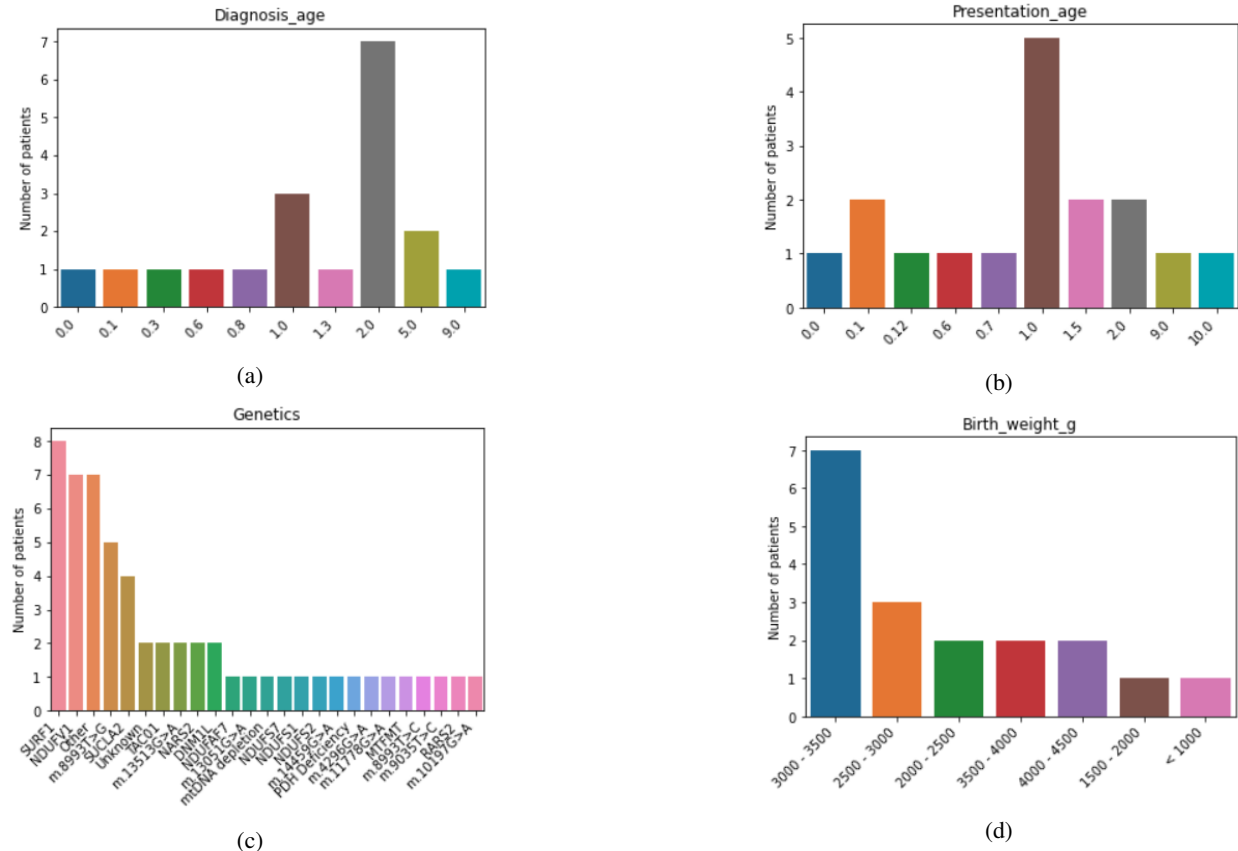 Diagnosis_age
Number of patients
7
6
5
4
3
2
1
0
0.0 0.1 0.3 0.6 0.8 1.0 1.3 2.0 5.0 9.0
(a)
Presentation_age
Number of patients
5
4
3
2
1
0
0.0 0.1 0.12 0.6 0.7 1.0 1.5 2.0 9.0 10.0
(b)
Genetics
Number of patients
8
7
6
5
4
3
2
1
0
SURF1
NDUFV1
Other
m.8993T>G
SUCLA2
Unknown
TAC01
m.13513G>A
NARS2
DNM1L
NDUFAF7
m.13051G>A
mtDNA depletion
NDUFS7
NDUFS1
NDUFS2
m.14459G>A
PDH Deficiency
m.4296G>A
m.11778G>A
MTFMT
m.8993T>C
m.9035T>C
RARS2
m.10197G>A
(c)
Birth_weight_g
Number of patients
7
6
5
4
3
2
1
0
3000 - 3500
2500 - 3000
2000 - 2500
3500 - 4000
4000 - 4500
1500 - 2000
< 1000
(d)